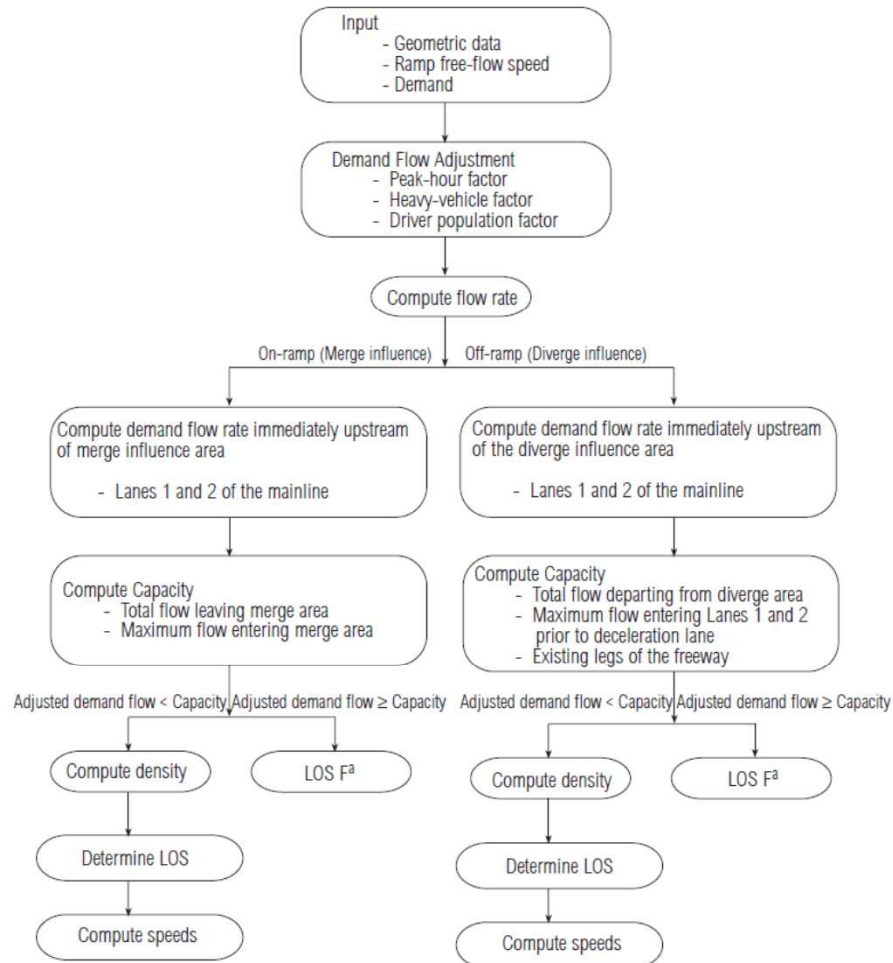 Input
- Geometric data
- Ramp free-flow speed
- Demand
Demand Flow Adjustment
- Peak-hour factor
- Heavy-vehicle factor
- Driver population factor
Compute flow rate
On-ramp (Merge influence)
Off-ramp (Diverge influence)
Compute demand flow rate immediately upstream
of merge influence area
- Lanes 1 and 2 of the mainline
Compute demand flow rate immediately upstream
of the diverge influence area
- Lanes 1 and 2 of the mainline
Compute Capacity
- Total flow leaving merge area
- Maximum flow entering merge area
Compute Capacity
- Total flow departing from diverge area
- Maximum flow entering Lanes 1 and 2
prior to deceleration lane
- Existing legs of the freeway
Adjusted demand flow < Capacity
Adjusted demand flow ≥ Capacity
Adjusted demand flow < Capacity
Adjusted demand flow ≥ Capacity
Compute density
LOS Fª
Compute density
LOS Fª
Determine LOS
Determine LOS
Compute speeds
Compute speeds